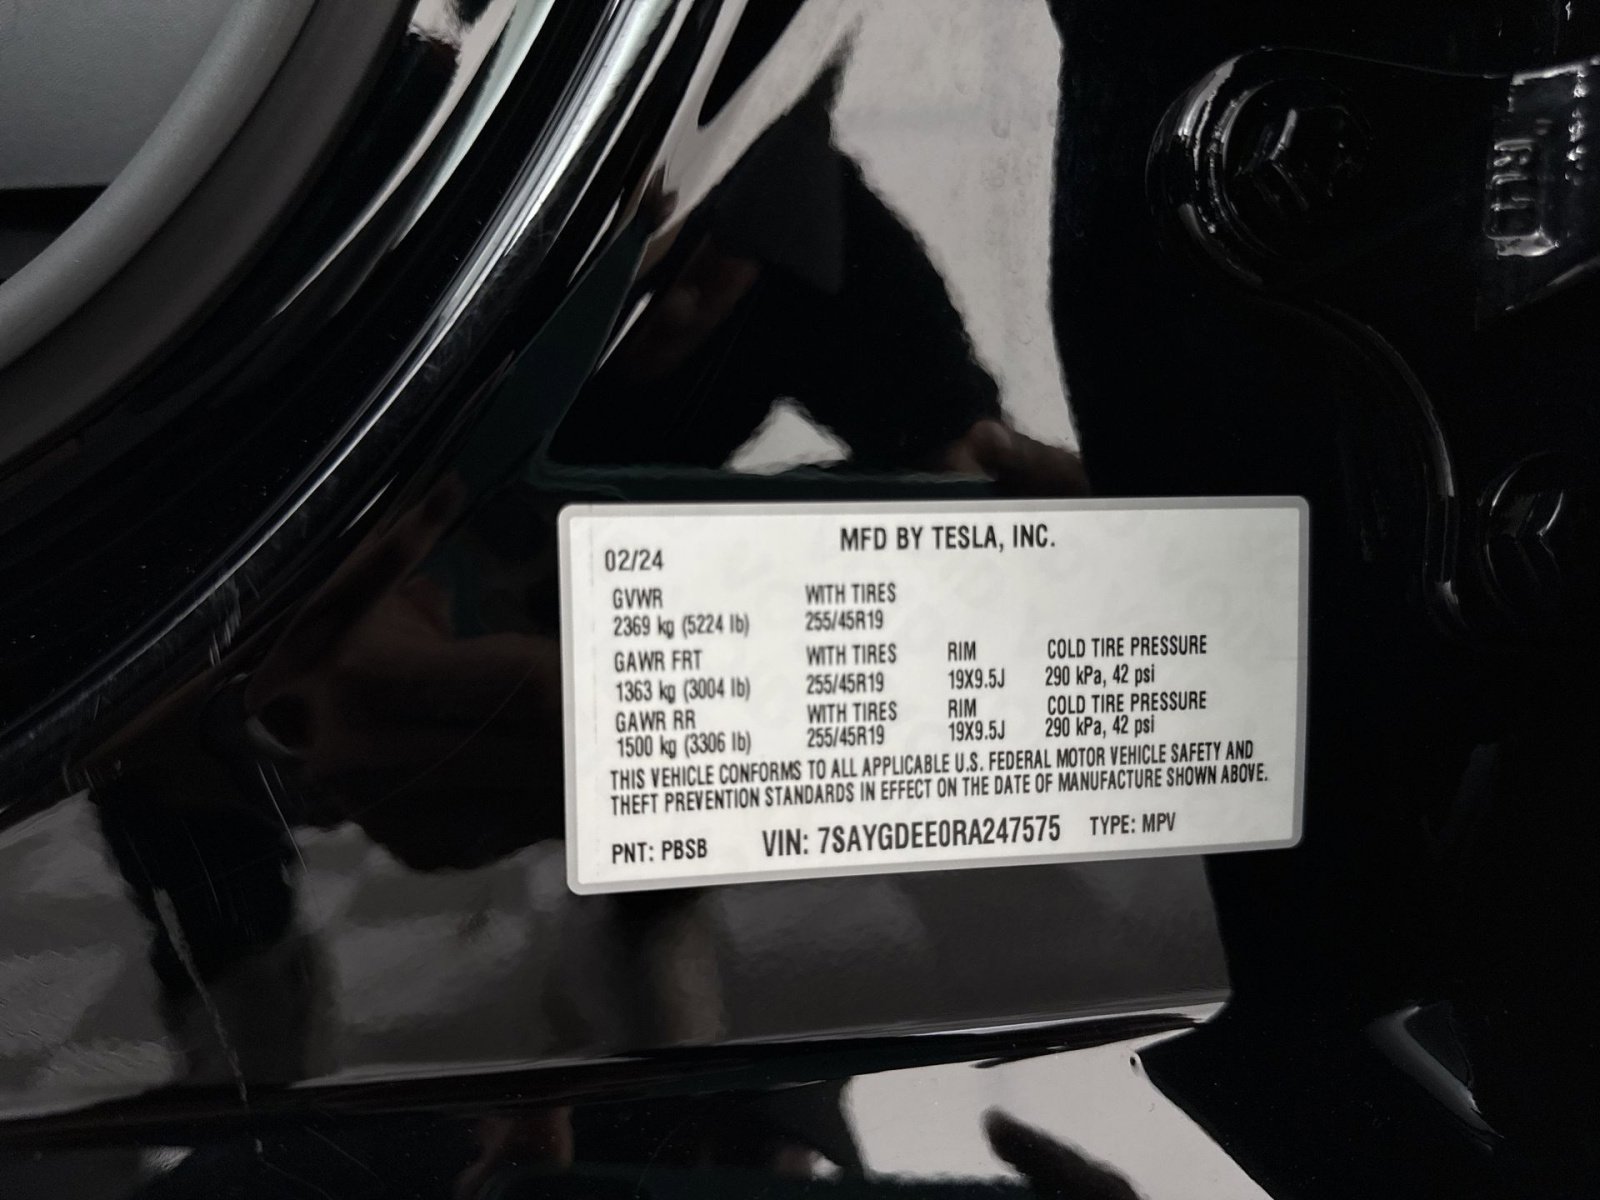 MFD BY TESLA, INC.
02/24
GVWR WITH TIRES
2369 kg (5224 lb) 255/45R19
GAWR FRT WITH TIRES RIM COLD TIRE PRESSURE
1363 kg (3004 lb) 255/45R19 19X9.5J 290 kPa, 42 psi
GAWR RR WITH TIRES RIM COLD TIRE PRESSURE
1500 kg (3306 lb) 255/45R19 19X9.5J 290 kPa, 42 psi
THIS VEHICLE CONFORMS TO ALL APPLICABLE U.S. FEDERAL MOTOR VEHICLE SAFETY AND
THEFT PREVENTION STANDARDS IN EFFECT ON THE DATE OF MANUFACTURE SHOWN ABOVE.
PNT: PBSB VIN: 7SAYGDEE0RA247575 TYPE: MPV